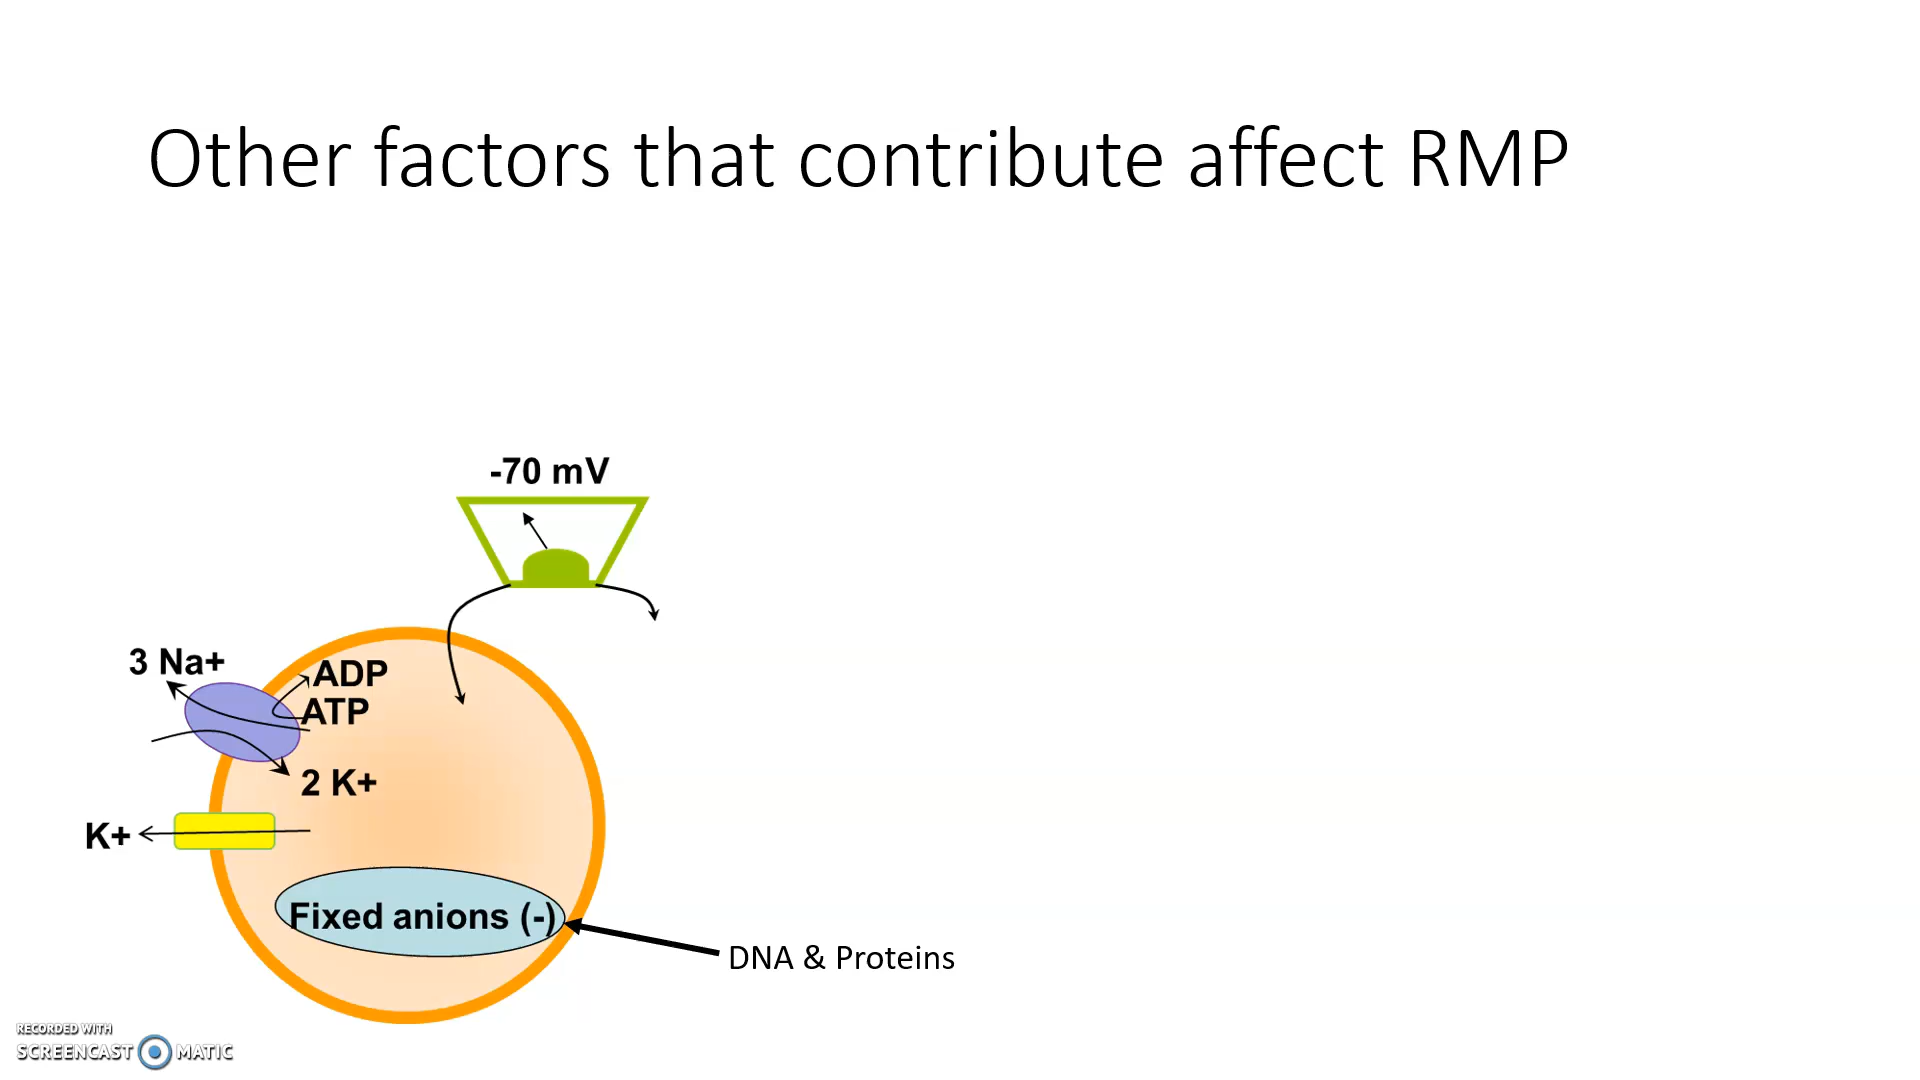 Other factors that contribute affect RMP
-70 mV
3 Na+
ADP
ATP
2 K+
K+
Fixed anions (-)
DNA & Proteins
RECORDED WITH
SCREENCAST MATIC